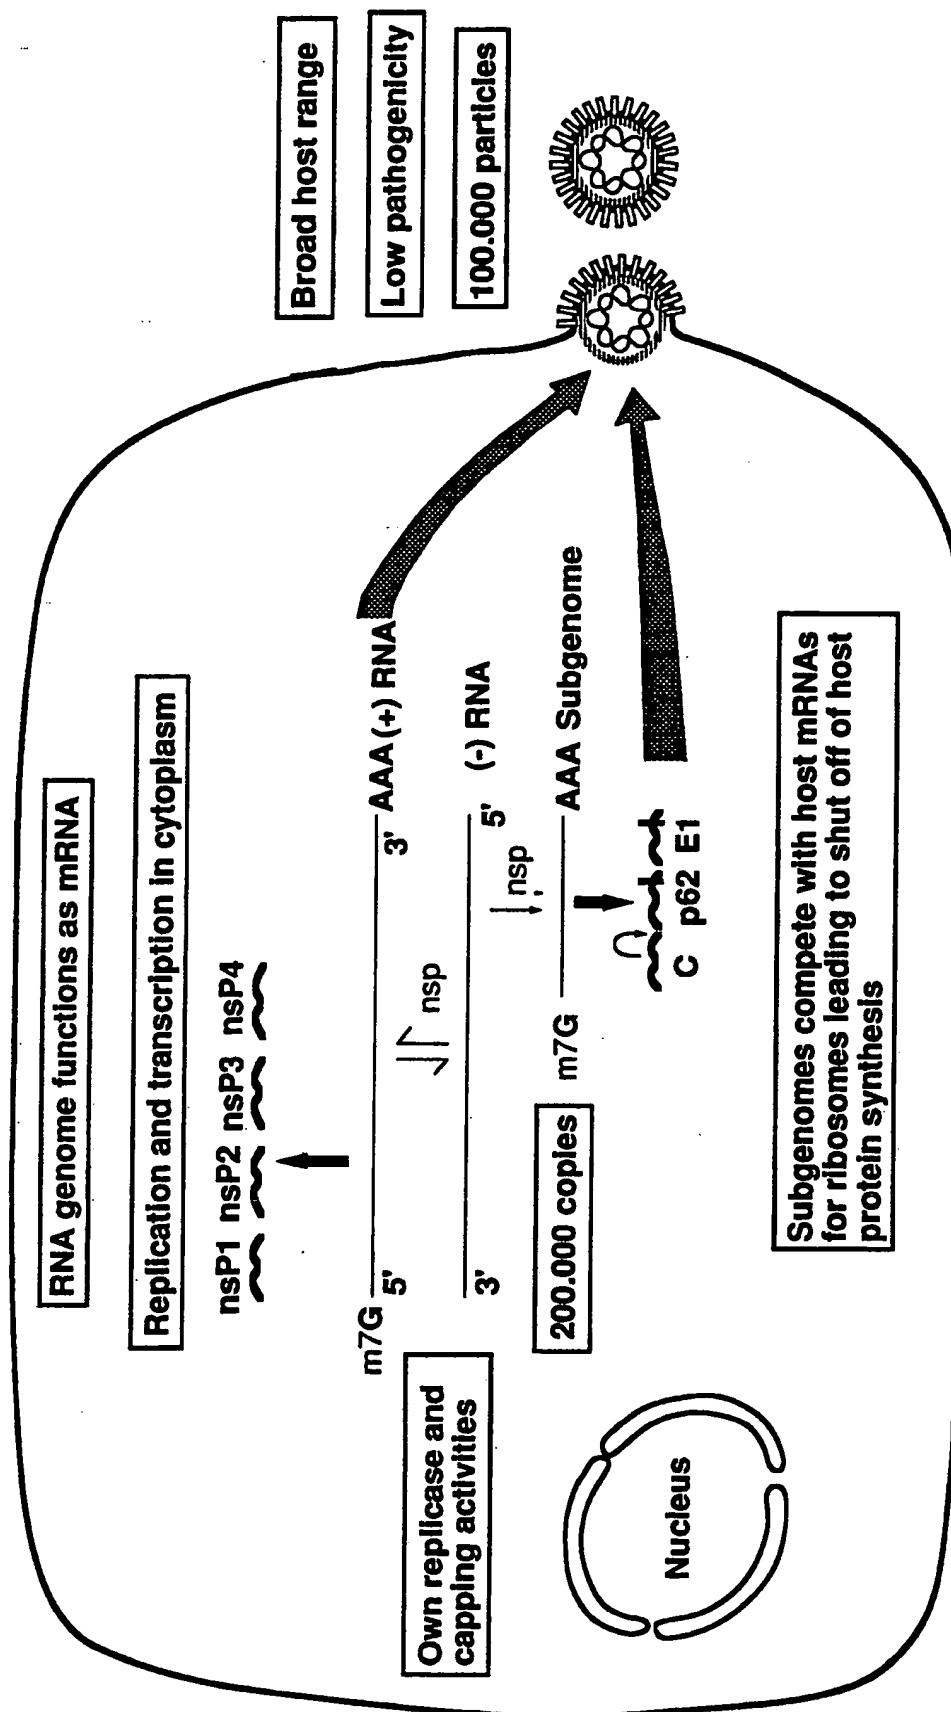 RNA genome functions as mRNA
Replication and transcription in cytoplasm
nsP1 nsP2 nsP3 nsP4
m7G
5'
3'
AAA (+) RNA
nsp
3'
5'
(-) RNA
nsp
Own replicase and
capping activities
200.000 copies
m7G
AAA Subgenome
C p62 E1
Nucleus
Subgenomes compete with host mRNAs
for ribosomes leading to shut off of host
protein synthesis
Broad host range
Low pathogenicity
100.000 particles